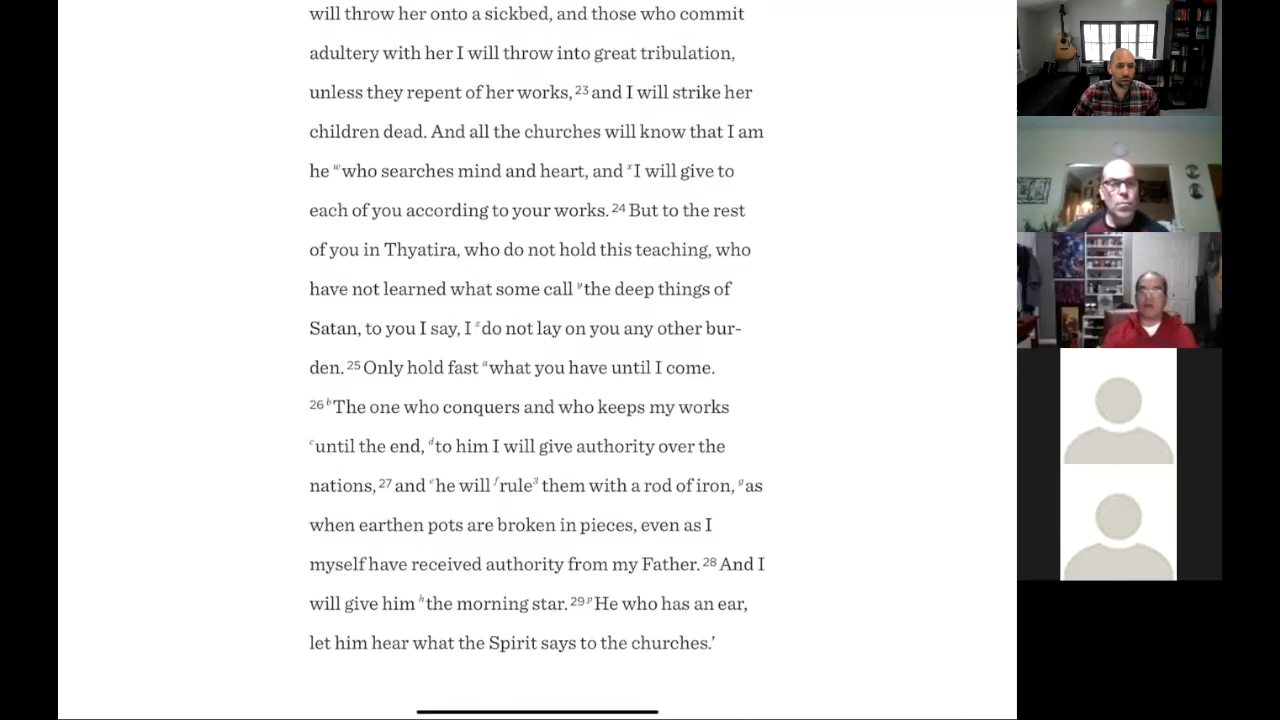 will throw her onto a sickbed, and those who commit
adultery with her I will throw into great tribulation,
unless they repent of her works, 23 and I will strike her
children dead. And all the churches will know that I am
he w who searches mind and heart, and x I will give to
each of you according to your works. 24 But to the rest
of you in Thyatira, who do not hold this teaching, who
have not learned what some call y the deep things of
Satan, to you I say, I z do not lay on you any other bur-
den. 25 Only hold fast a what you have until I come.
26 b The one who conquers and who keeps my works
c until the end, d to him I will give authority over the
nations, 27 and e he will f rule 3 them with a rod of iron, g as
when earthen pots are broken in pieces, even as I
myself have received authority from my Father. 28 And I
will give him h the morning star. 29 p He who has an ear,
let him hear what the Spirit says to the churches.’